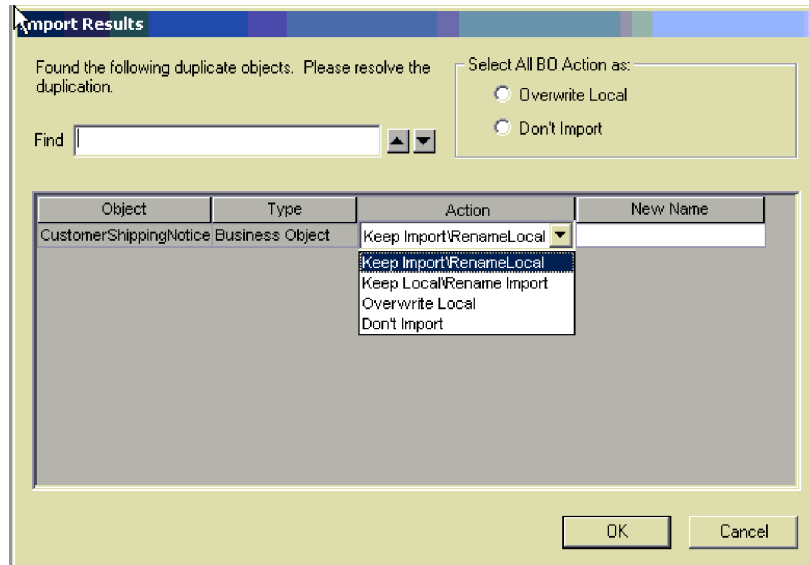 Import Results
Found the following duplicate objects. Please resolve the
duplication.
Select All BO Action as:
Overwrite Local
Don't Import
Find
Object Type Action New Name
CustomerShippingNotice Business Object Keep Import\RenameLocal
Keep Import\RenameLocal
Keep Local\Rename Import
Overwrite Local
Don't Import
OK Cancel